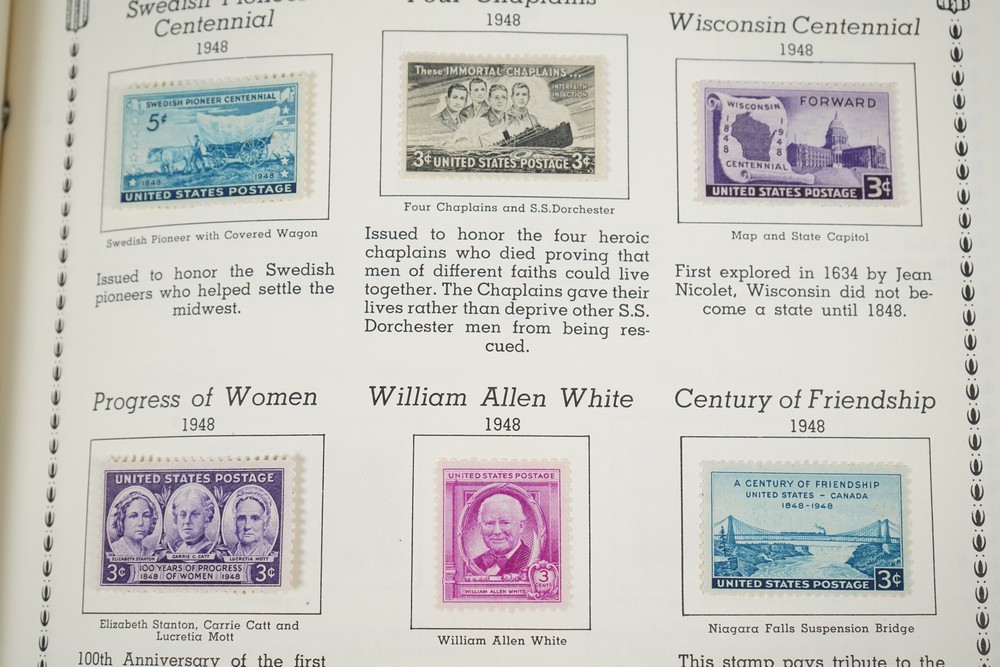 Swedish Pioneer
Centennial
1948
SWEDISH PIONEER CENTENNIAL
5¢
1848 1948
UNITED STATES POSTAGE
Swedish Pioneer with Covered Wagon
Issued to honor the Swedish
pioneers who helped settle the
midwest.
Four Chaplains
1948
These IMMORTAL CHAPLAINS...
INTERFAITH
IN ACTION
3¢ UNITED STATES POSTAGE 3¢
Four Chaplains and S.S.Dorchester
Issued to honor the four heroic
chaplains who died proving that
men of different faiths could live
together. The Chaplains gave their
lives rather than deprive other S.S.
Dorchester men from being res-
cued.
Wisconsin Centennial
1948
WISCONSIN FORWARD
1848 1948
CENTENNIAL
UNITED STATES POSTAGE 3¢
Map and State Capitol
First explored in 1634 by Jean
Nicolet, Wisconsin did not be-
come a state until 1848.
Progress of Women
1948
UNITED STATES POSTAGE
ELIZABETH STANTON CARRIE C. CATT LUCRETIA MOTT
3¢ 100 YEARS OF PROGRESS 3¢
1848 OF WOMEN 1948
Elizabeth Stanton, Carrie Catt and
Lucretia Mott
100th Anniversary of the first
William Allen White
1948
UNITED STATES POSTAGE
3
CENTS
WILLIAM ALLEN WHITE
William Allen White
Century of Friendship
1948
A CENTURY OF FRIENDSHIP
UNITED STATES - CANADA
1848-1948
UNITED STATES POSTAGE 3¢
Niagara Falls Suspension Bridge
This stamp pays tribute to the